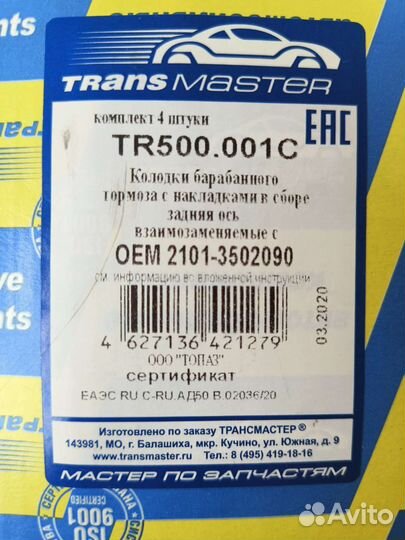 TRANSMASTER
комплект 4 штуки
EAC
TR500.001C
Колодки барабанного
тормоза с накладками в сборе
задняя ось
взаимозаменяемые с
OEM 2101-3502090
см. информацию во вложенной инструкции
03.2020
4 627136 421279
ООО "ТОПАЗ"
сертификат
ЕАЭС RU C-RU.АД50.В.02036/20
Изготовлено по заказу ТРАНСМАСТЕР®
143981, МО, г. Балашиха, мкр. Кучино, ул. Южная, д. 9
www.transmaster.ru Тел.: 8 (495) 419-18-16
МАСТЕР ПО ЗАПЧАСТЯМ
ISO
9001
CERTIFIED
Avito